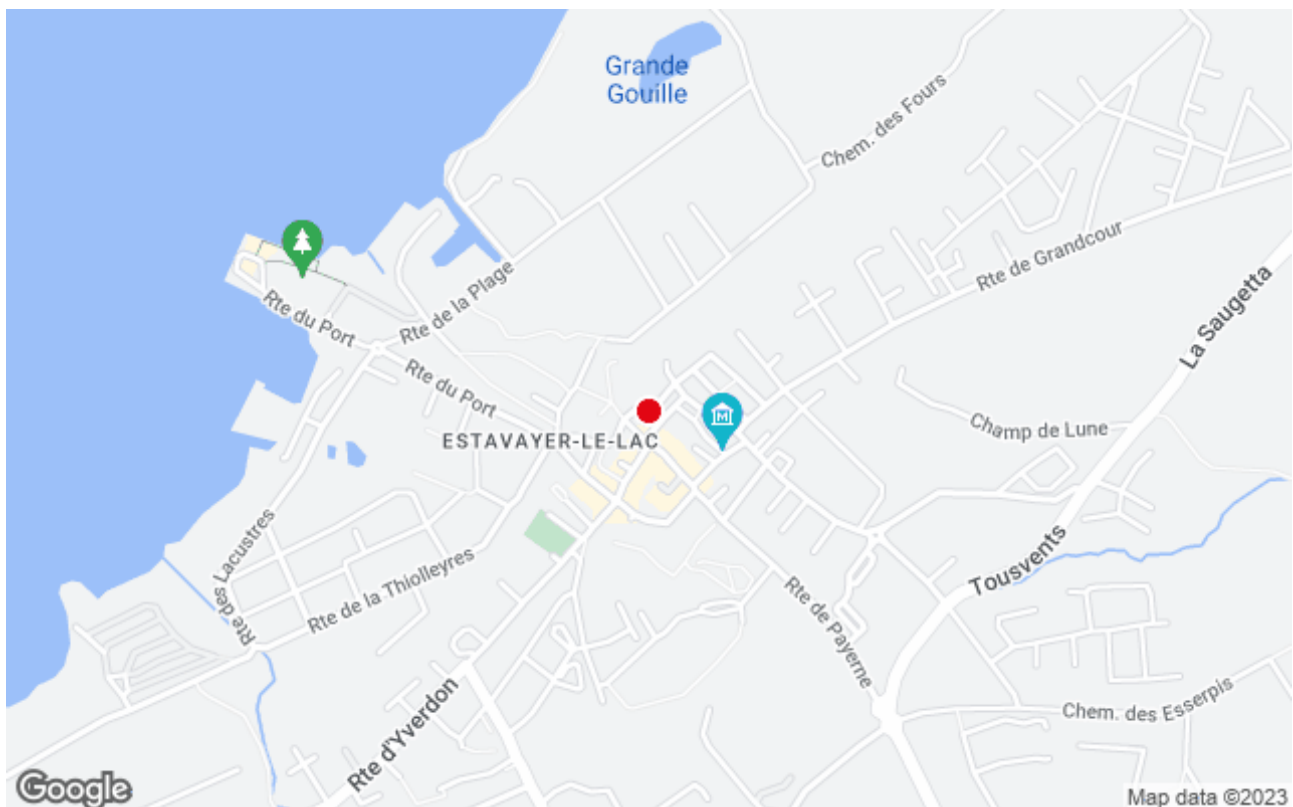 Grande
Gouille
Chem. des Fours
Rte de Grandcour
La Saugetta
Rte de la Plage
Rte du Port
Rte du Port
ESTAVAYER-LE-LAC
M
Champ de Lune
Rte des Lacustres
Rte de la Thiolleyres
Tousvents
Rte de Payerne
Rte d'Yverdon
Chem. des Esserpis
Google
Map data ©2023